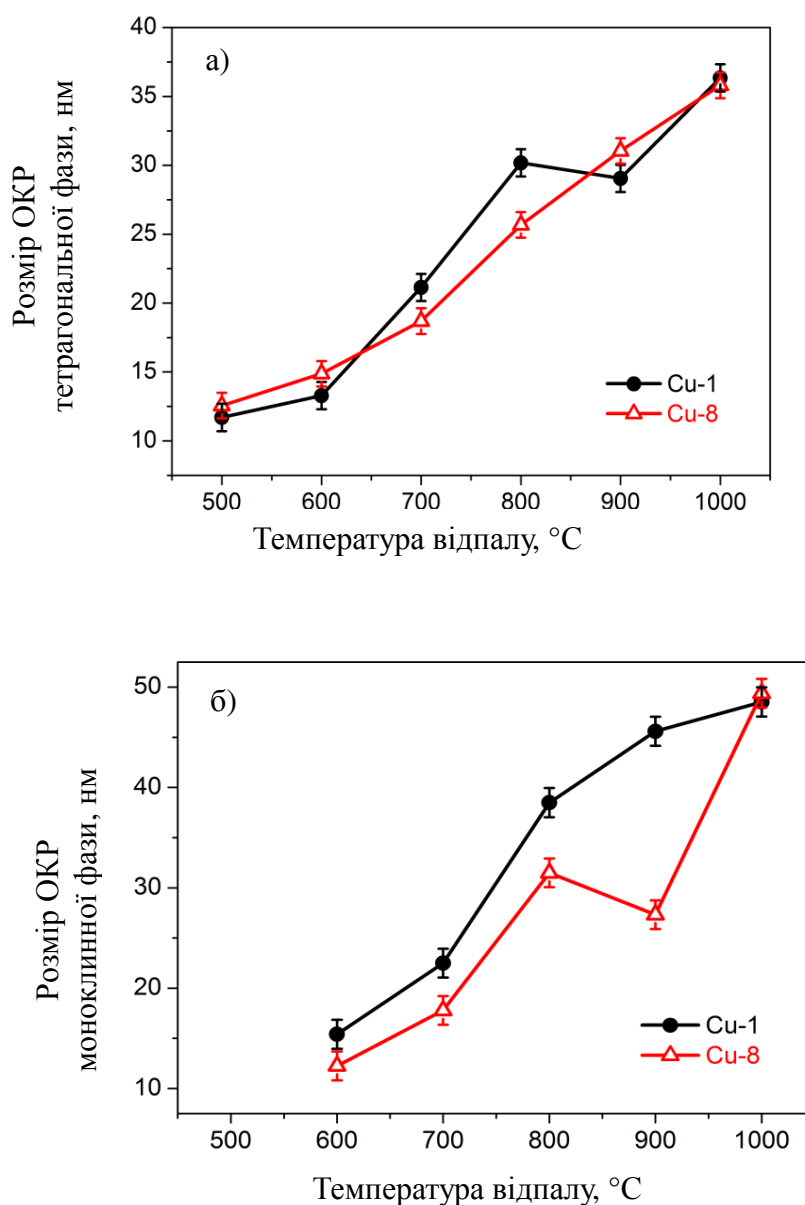 а)
40
35
30
25
20
15
10
Розмір ОКР
тетрагональної фази, нм
Cu-1
Cu-8
500 600 700 800 900 1000
Температура відпалу, °C
б)
50
40
30
20
10
Розмір ОКР
моноклинної фази, нм
Cu-1
Cu-8
500 600 700 800 900 1000
Температура відпалу, °C